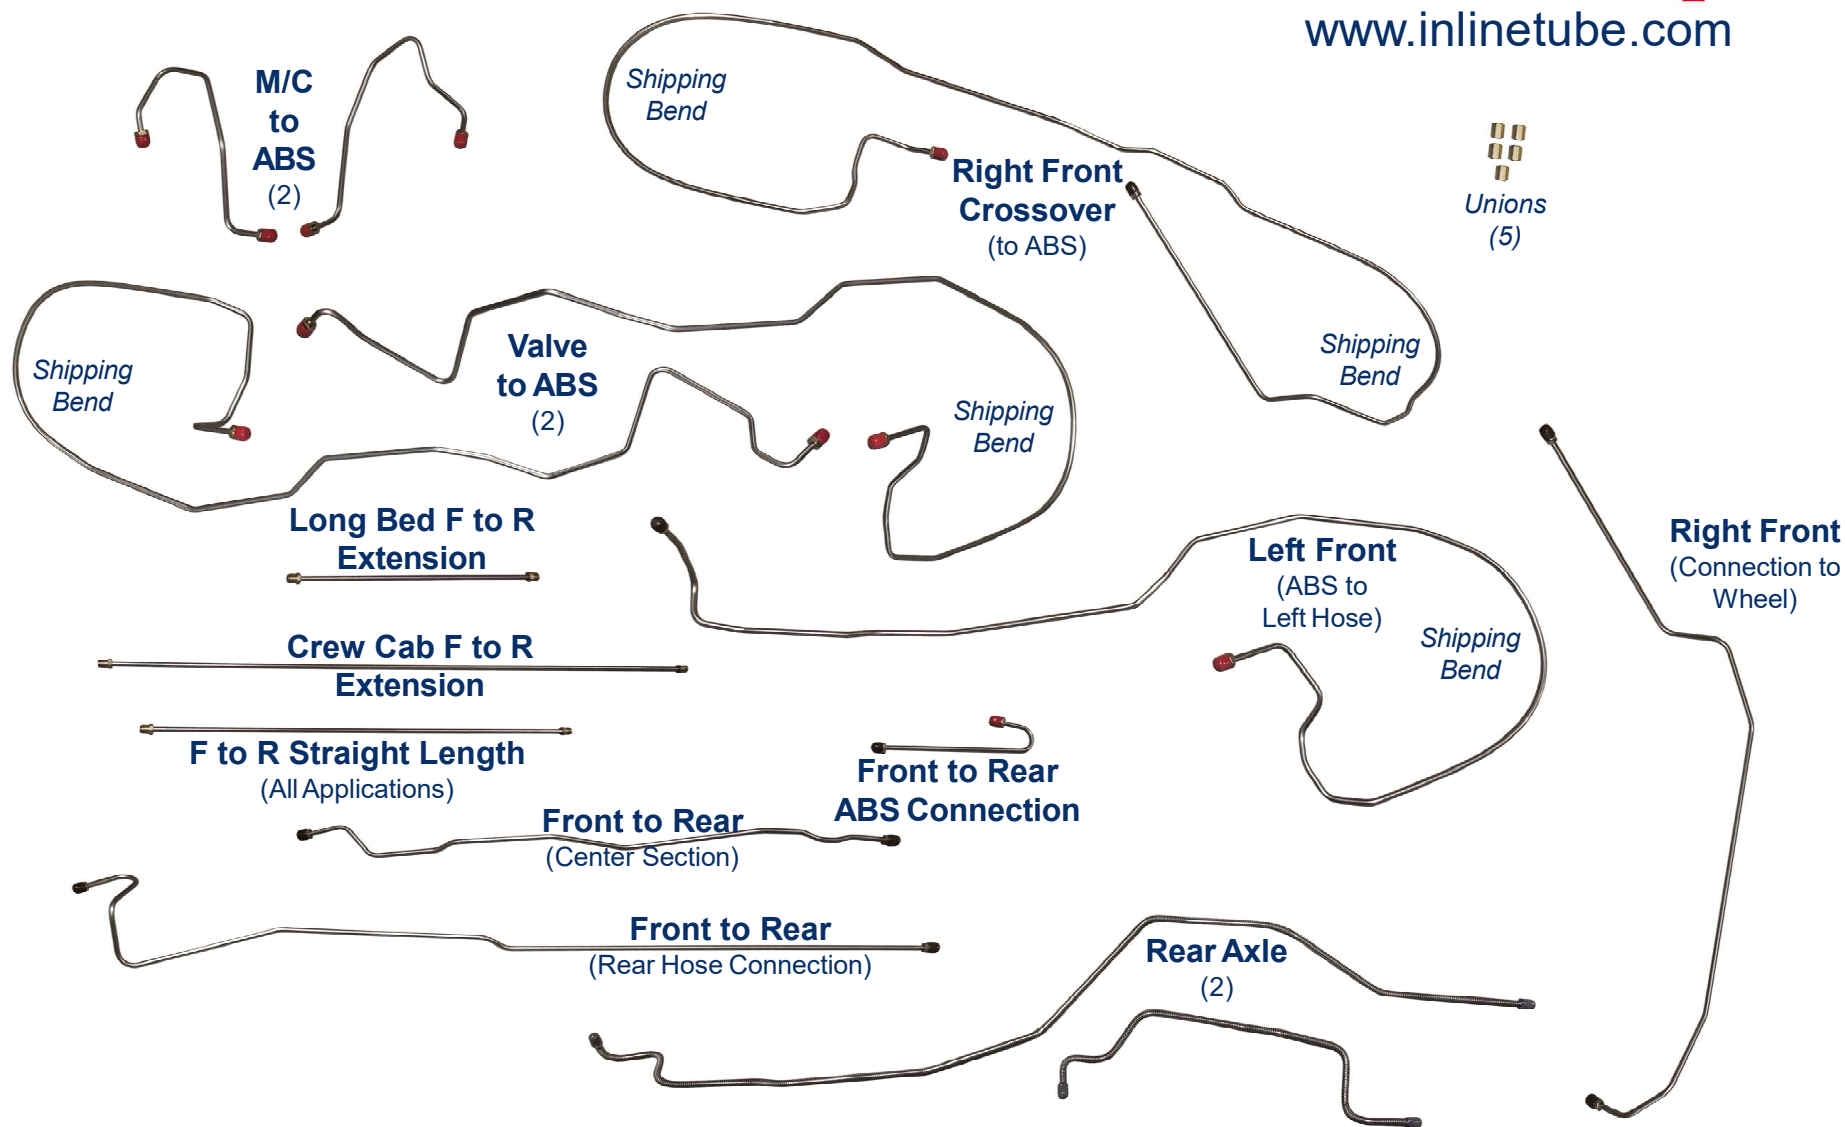 www.inlinetube.com
M/C
to
ABS
(2)
Shipping
Bend
Right Front
Crossover
(to ABS)
Unions
(5)
Shipping
Bend
Shipping
Bend
Valve
to ABS
(2)
Shipping
Bend
Long Bed F to R
Extension
Left Front
(ABS to
Left Hose)
Shipping
Bend
Right Front
(Connection to
Wheel)
Crew Cab F to R
Extension
F to R Straight Length
(All Applications)
Front to Rear
ABS Connection
Front to Rear
(Center Section)
Front to Rear
(Rear Hose Connection)
Rear Axle
(2)